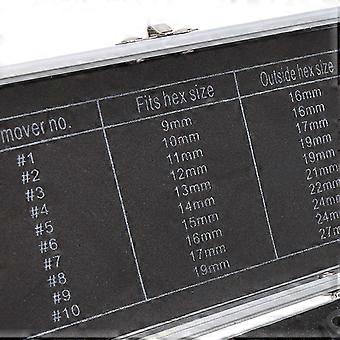 mover no. Fits hex size Outside hex size
#1 9mm 16mm
#2 10mm 16mm
#3 11mm 17mm
#4 12mm 19mm
#5 13mm 19mm
#6 14mm 21mm
#7 15mm 22mm
#8 16mm 24mm
#9 17mm 24mm
#10 19mm 27m